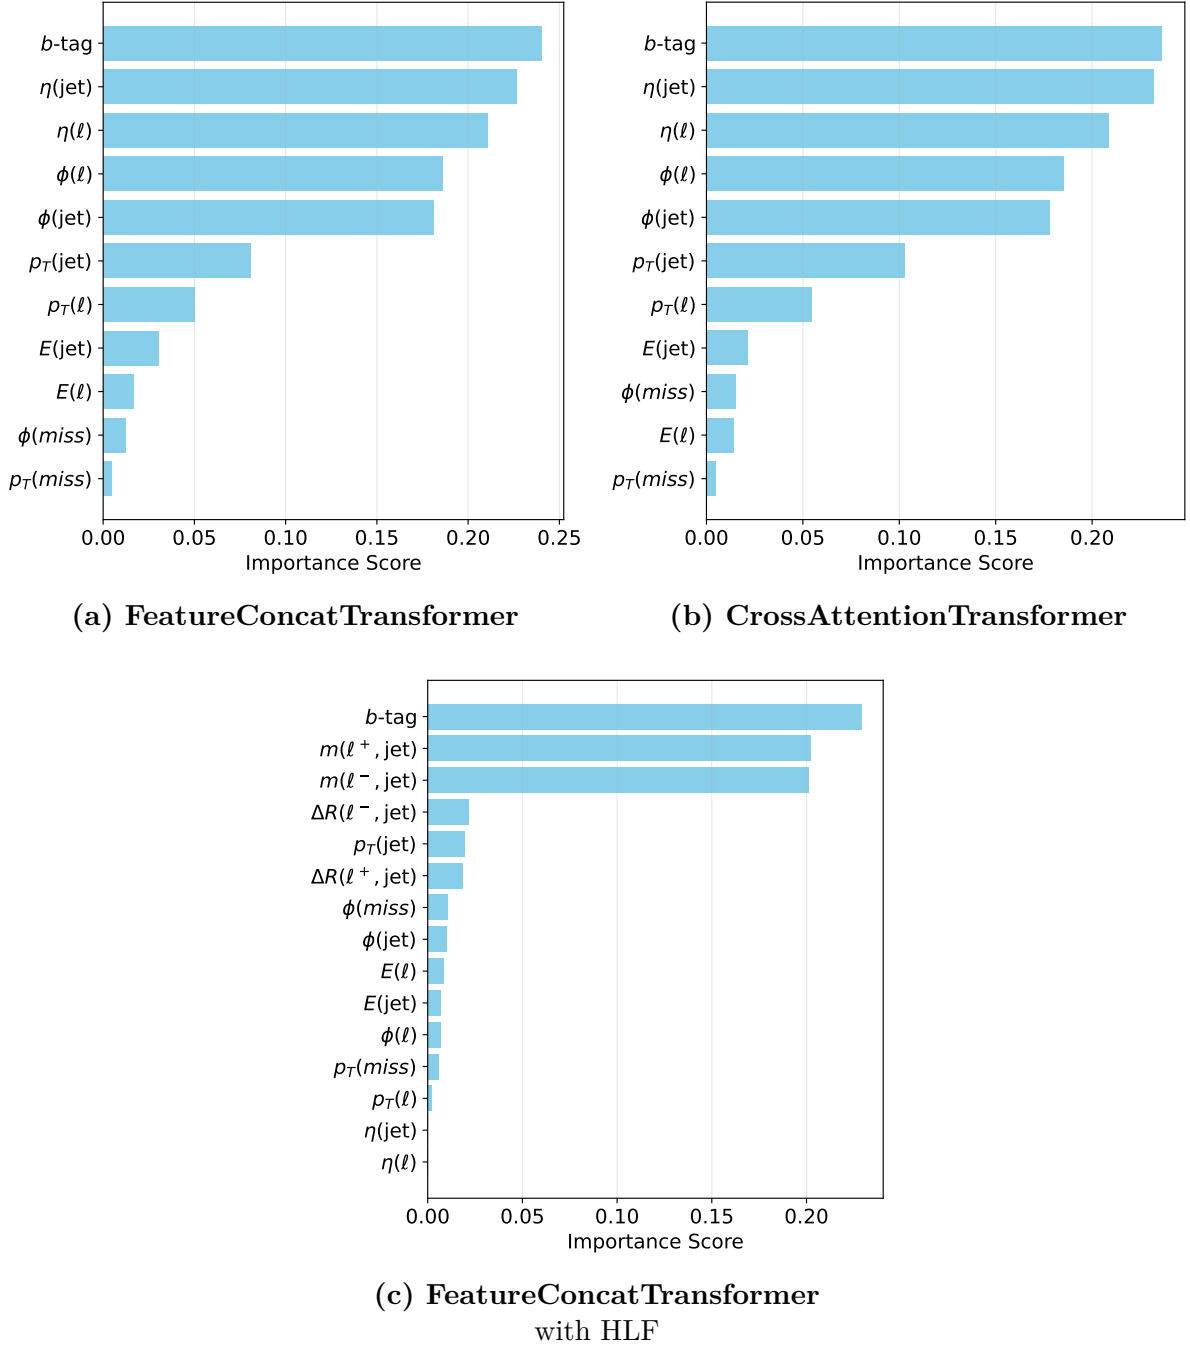 b-tag
η(jet)
η(ℓ)
ϕ(ℓ)
ϕ(jet)
p_T(jet)
p_T(ℓ)
E(jet)
E(ℓ)
ϕ(miss)
p_T(miss)
0.00 0.05 0.10 0.15 0.20 0.25
Importance Score
(a) FeatureConcatTransformer
b-tag
η(jet)
η(ℓ)
ϕ(ℓ)
ϕ(jet)
p_T(jet)
p_T(ℓ)
E(jet)
ϕ(miss)
E(ℓ)
p_T(miss)
0.00 0.05 0.10 0.15 0.20
Importance Score
(b) CrossAttentionTransformer
b-tag
m(ℓ⁺, jet)
m(ℓ⁻, jet)
ΔR(ℓ⁻, jet)
p_T(jet)
ΔR(ℓ⁺, jet)
ϕ(miss)
ϕ(jet)
E(ℓ)
E(jet)
ϕ(ℓ)
p_T(miss)
p_T(ℓ)
η(jet)
η(ℓ)
0.00 0.05 0.10 0.15 0.20
Importance Score
(c) FeatureConcatTransformer
with HLF